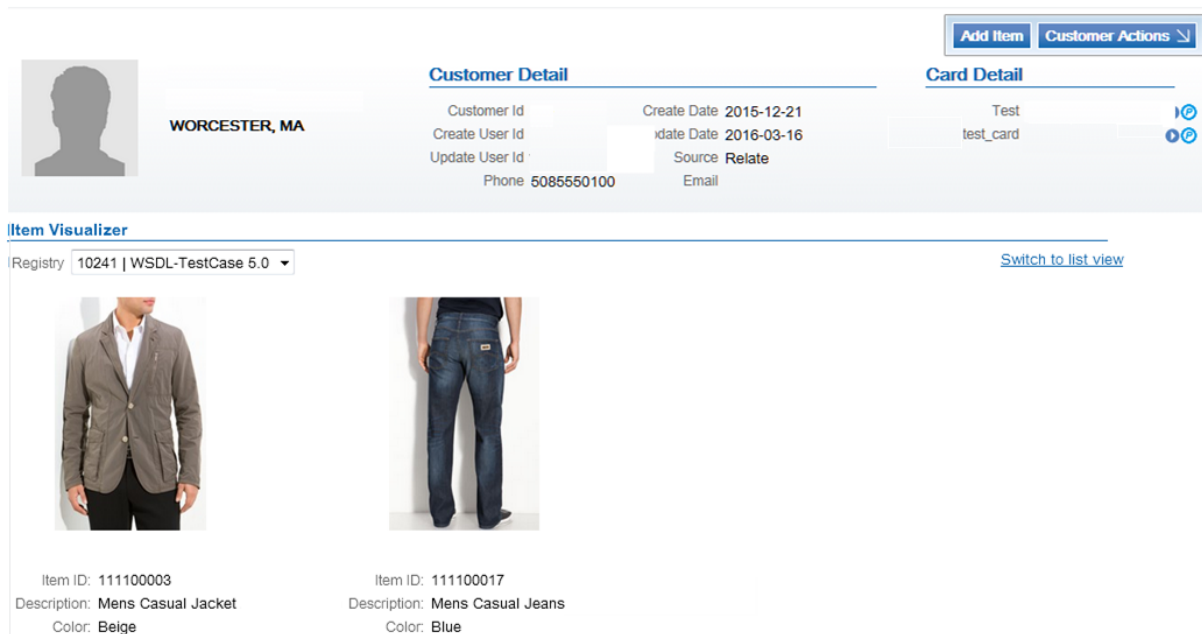 Add Item Customer Actions
Customer Detail Card Detail
Customer Id Create Date 2015-12-21 Test
WORCESTER, MA Create User Id Date 2016-03-16 test_card
Update User Id Source Relate
Phone 5085550100 Email
Item Visualizer
Registry 10241 | WSDL-TestCase 5.0 Switch to list view
Item ID: 111100003 Item ID: 111100017
Description: Mens Casual Jacket Description: Mens Casual Jeans
Color: Beige Color: Blue